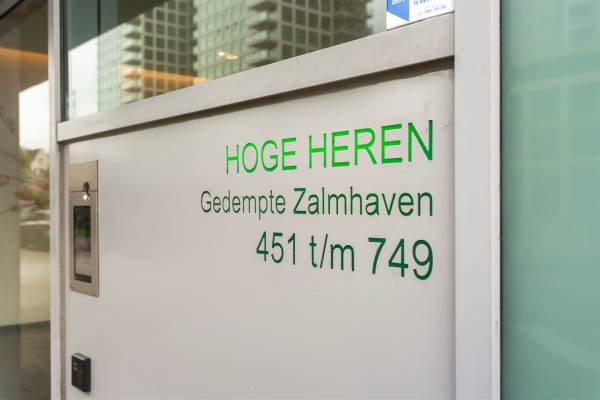 HOGE HEREN
Gedempte Zalmhaven
451 t/m 749